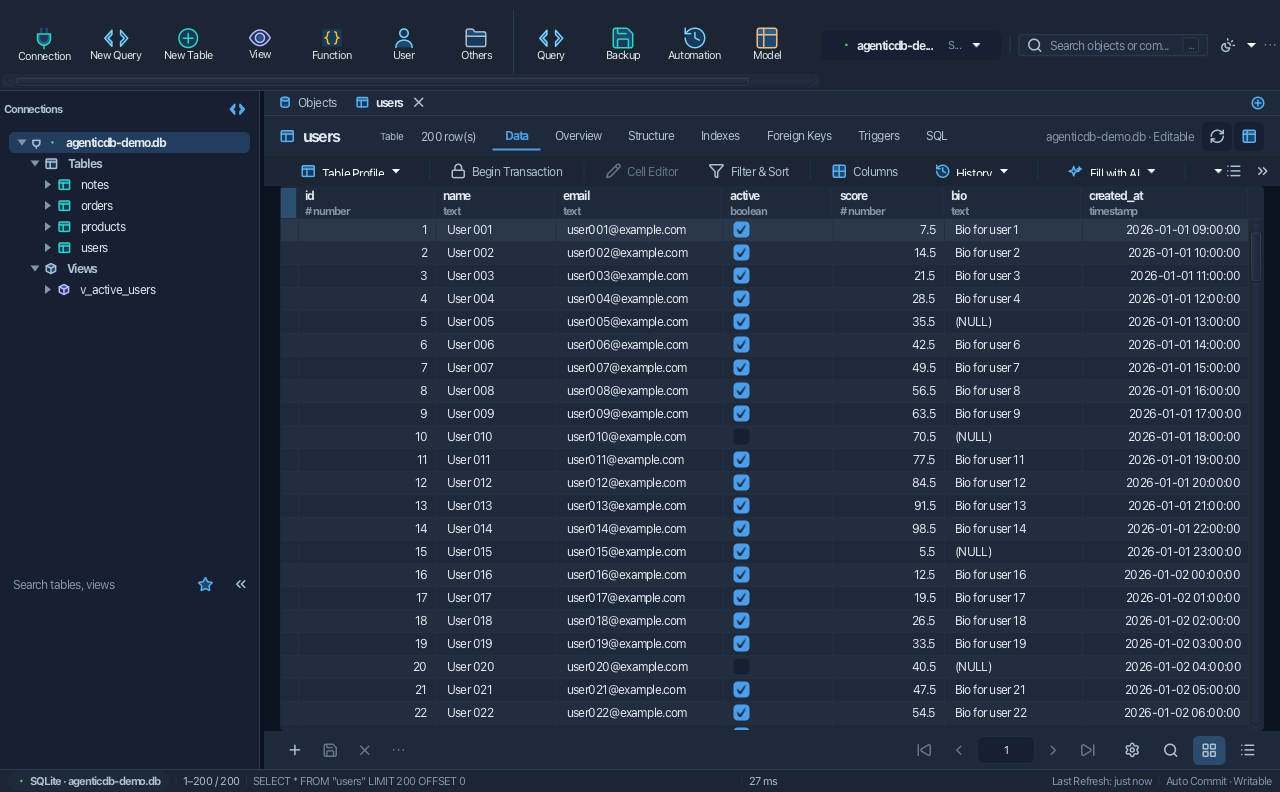 Connection New Query New Table View Function User Others Query Backup Automation Model
agenticdb-de... S... Search objects or com... ...
Connections
agenticdb-demo.db
Tables
notes
orders
products
users
Views
v_active_users
Search tables, views
Objects users
users Table 200 row(s) Data Overview Structure Indexes Foreign Keys Triggers SQL agenticdb-demo.db · Editable
Table Profile Begin Transaction Cell Editor Filter & Sort Columns History Fill with AI
id name email active score bio created_at
# number text text boolean # number text timestamp
1 User 001 user001@example.com 7.5 Bio for user 1 2026-01-01 09:00:00
2 User 002 user002@example.com 14.5 Bio for user 2 2026-01-01 10:00:00
3 User 003 user003@example.com 21.5 Bio for user 3 2026-01-01 11:00:00
4 User 004 user004@example.com 28.5 Bio for user 4 2026-01-01 12:00:00
5 User 005 user005@example.com 35.5 (NULL) 2026-01-01 13:00:00
6 User 006 user006@example.com 42.5 Bio for user 6 2026-01-01 14:00:00
7 User 007 user007@example.com 49.5 Bio for user 7 2026-01-01 15:00:00
8 User 008 user008@example.com 56.5 Bio for user 8 2026-01-01 16:00:00
9 User 009 user009@example.com 63.5 Bio for user 9 2026-01-01 17:00:00
10 User 010 user010@example.com 70.5 (NULL) 2026-01-01 18:00:00
11 User 011 user011@example.com 77.5 Bio for user 11 2026-01-01 19:00:00
12 User 012 user012@example.com 84.5 Bio for user 12 2026-01-01 20:00:00
13 User 013 user013@example.com 91.5 Bio for user 13 2026-01-01 21:00:00
14 User 014 user014@example.com 98.5 Bio for user 14 2026-01-01 22:00:00
15 User 015 user015@example.com 5.5 (NULL) 2026-01-01 23:00:00
16 User 016 user016@example.com 12.5 Bio for user 16 2026-01-02 00:00:00
17 User 017 user017@example.com 19.5 Bio for user 17 2026-01-02 01:00:00
18 User 018 user018@example.com 26.5 Bio for user 18 2026-01-02 02:00:00
19 User 019 user019@example.com 33.5 Bio for user 19 2026-01-02 03:00:00
20 User 020 user020@example.com 40.5 (NULL) 2026-01-02 04:00:00
21 User 021 user021@example.com 47.5 Bio for user 21 2026-01-02 05:00:00
22 User 022 user022@example.com 54.5 Bio for user 22 2026-01-02 06:00:00
1
SQLite · agenticdb-demo.db 1–200 / 200 SELECT * FROM "users" LIMIT 200 OFFSET 0 27 ms Last Refresh: just now Auto Commit · Writable